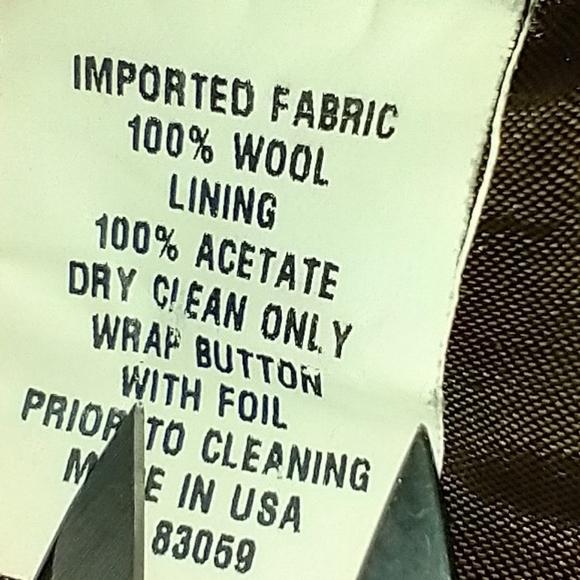 IMPORTED FABRIC
100% WOOL
LINING
100% ACETATE
DRY CLEAN ONLY
WRAP BUTTON
WITH FOIL
PRIOR TO CLEANING
MADE IN USA
83059